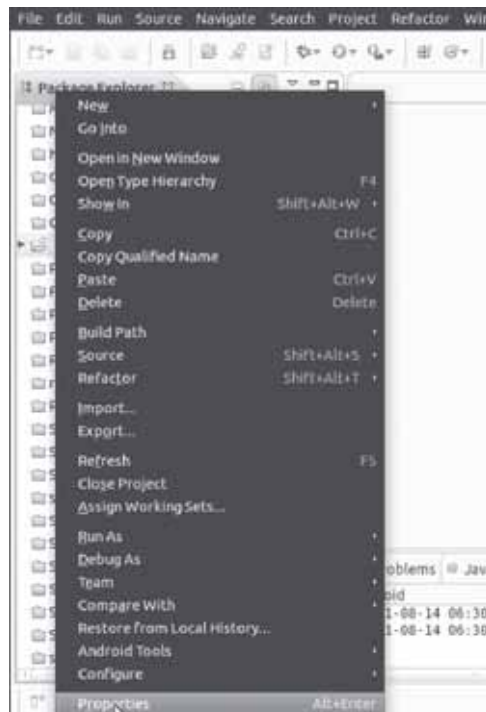 File Edit Run Source Navigate Search Project Refactor
Package Explorer
New
Go Into
Open in New Window
Open Type Hierarchy F4
Show In Shift+Alt+W
Copy Ctrl+C
Copy Qualified Name
Paste Ctrl+V
Delete Delete
Build Path
Source Shift+Alt+S
Refactor Shift+Alt+T
Import...
Export...
Refresh F5
Close Project
Assign Working Sets...
Run As
Debug As
Team
Compare With
Restore from Local History...
Android Tools
Configure
Properties Alt+Enter
oblems Jav
oid
1-08-14 06:30
1-08-14 06:30